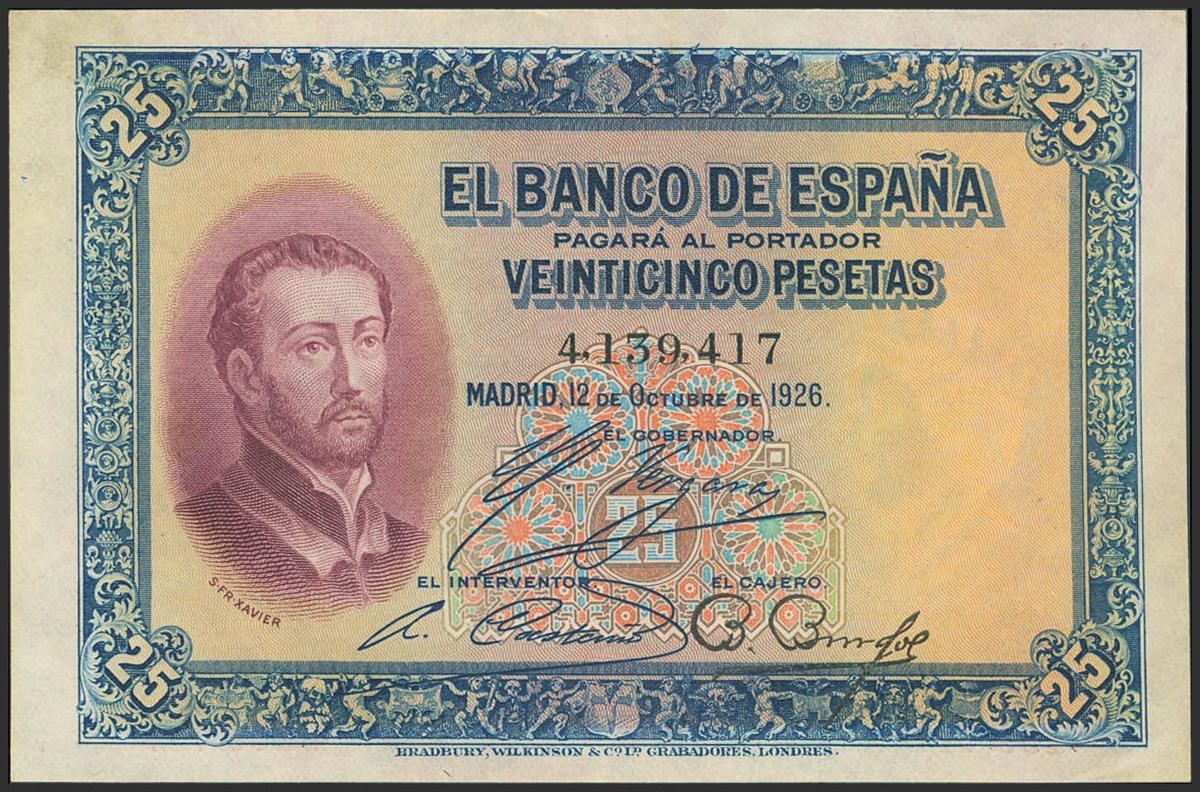 25
25
EL BANCO DE ESPAÑA
PAGARÁ AL PORTADOR
VEINTICINCO PESETAS
4,139,417
MADRID, 12 DE OCTUBRE DE 1926.
EL GOBERNADOR
25
EL INTERVENTOR.
EL CAJERO.
S. FR. XAVIER
25
25
BRADBURY, WILKINSON & Cº Lᴰ GRABADORES, LONDRES.